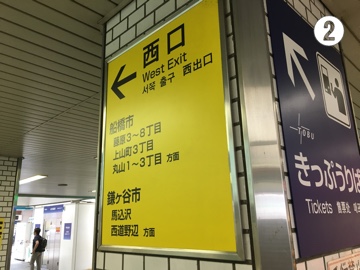 2
西口
West Exit
서쪽 출구 西出口
船橋市
藤原3~8丁目
上山町3丁目
丸山1~3丁目 方面
鎌ヶ谷市
馬込沢
西道野辺 方面
TOBU
きっぷうりば
Tickets